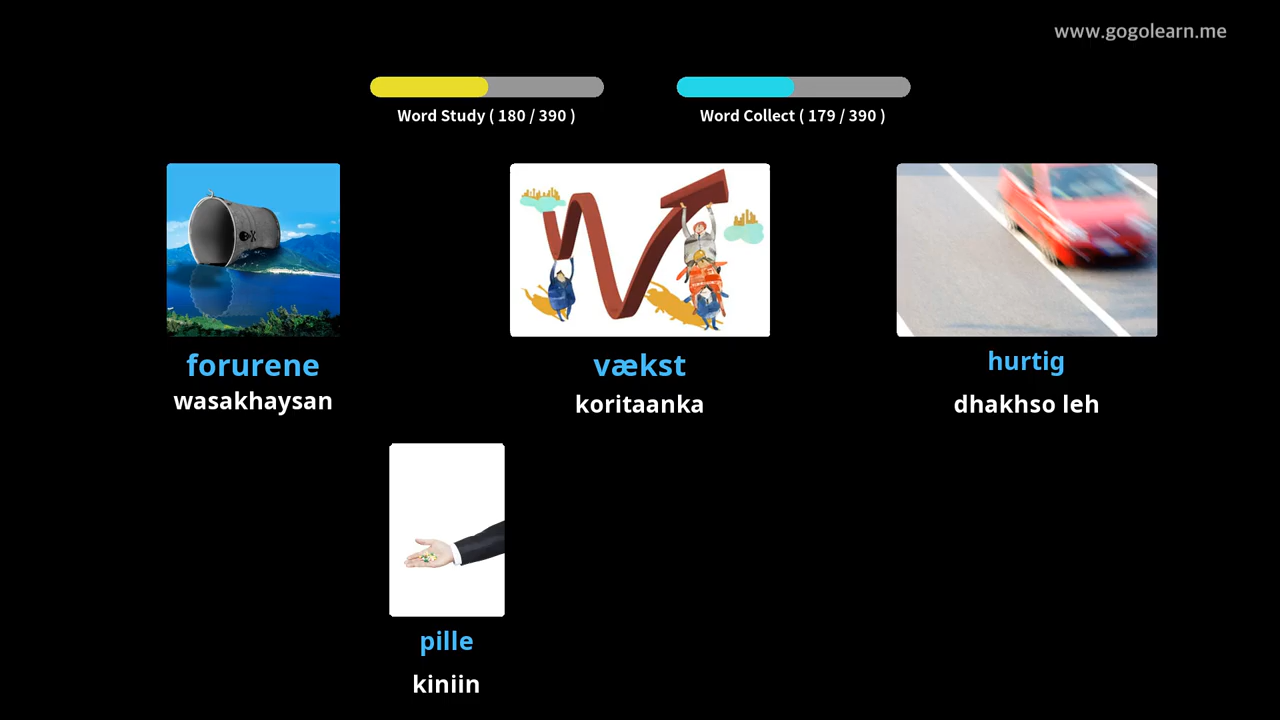 www.gogolearn.me
Word Study ( 180 / 390 )
Word Collect ( 179 / 390 )
forurene
wasakhaysan
vækst
koritaanka
hurtig
dhakhso leh
pille
kiniin